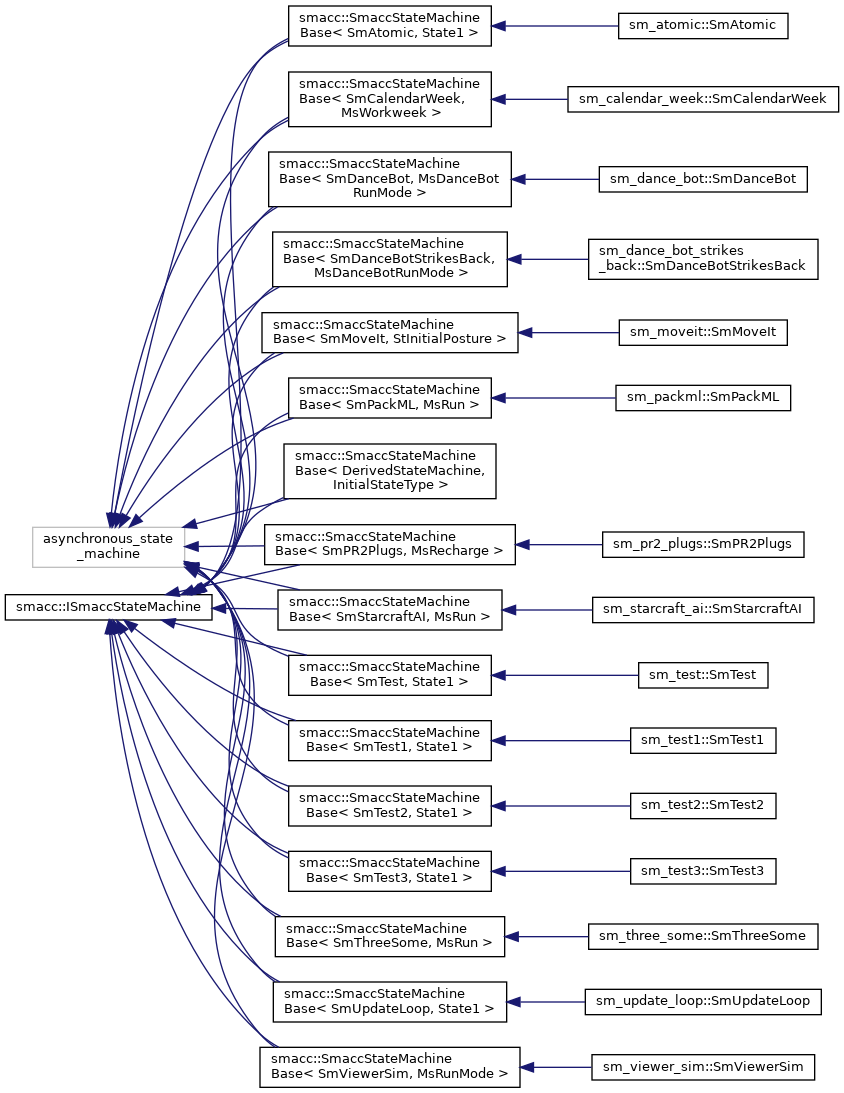 smacc::SmaccStateMachine
Base< SmAtomic, State1 >
sm_atomic::SmAtomic
smacc::SmaccStateMachine
Base< SmCalendarWeek,
MsWorkweek >
sm_calendar_week::SmCalendarWeek
smacc::SmaccStateMachine
Base< SmDanceBot, MsDanceBot
RunMode >
sm_dance_bot::SmDanceBot
smacc::SmaccStateMachine
Base< SmDanceBotStrikesBack,
MsDanceBotRunMode >
sm_dance_bot_strikes
_back::SmDanceBotStrikesBack
smacc::SmaccStateMachine
Base< SmMoveIt, StInitialPosture >
sm_moveit::SmMoveIt
smacc::SmaccStateMachine
Base< SmPackML, MsRun >
sm_packml::SmPackML
smacc::SmaccStateMachine
Base< DerivedStateMachine,
InitialStateType >
asynchronous_state
_machine
smacc::SmaccStateMachine
Base< SmPR2Plugs, MsRecharge >
sm_pr2_plugs::SmPR2Plugs
smacc::ISmaccStateMachine
smacc::SmaccStateMachine
Base< SmStarcraftAI, MsRun >
sm_starcraft_ai::SmStarcraftAI
smacc::SmaccStateMachine
Base< SmTest, State1 >
sm_test::SmTest
smacc::SmaccStateMachine
Base< SmTest1, State1 >
sm_test1::SmTest1
smacc::SmaccStateMachine
Base< SmTest2, State1 >
sm_test2::SmTest2
smacc::SmaccStateMachine
Base< SmTest3, State1 >
sm_test3::SmTest3
smacc::SmaccStateMachine
Base< SmThreeSome, MsRun >
sm_three_some::SmThreeSome
smacc::SmaccStateMachine
Base< SmUpdateLoop, State1 >
sm_update_loop::SmUpdateLoop
smacc::SmaccStateMachine
Base< SmViewerSim, MsRunMode >
sm_viewer_sim::SmViewerSim